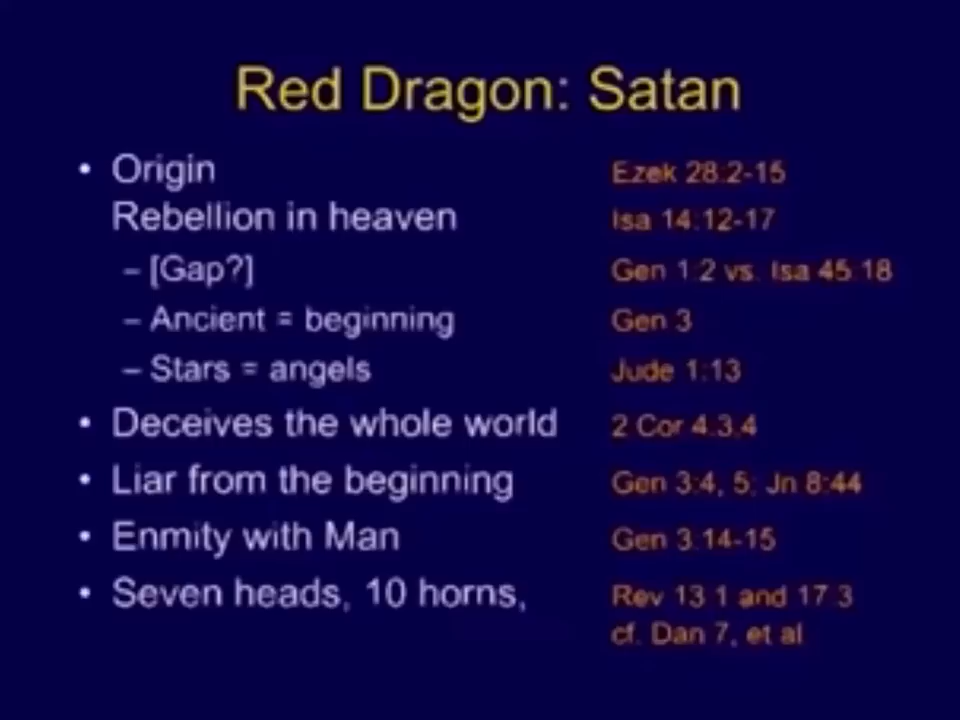 Red Dragon: Satan
• Origin Ezek 28:2-15
Rebellion in heaven Isa 14:12-17
– [Gap?] Gen 1:2 vs. Isa 45:18
– Ancient = beginning Gen 3
– Stars = angels Jude 1:13
• Deceives the whole world 2 Cor 4:3,4
• Liar from the beginning Gen 3:4, 5; Jn 8:44
• Enmity with Man Gen 3:14-15
• Seven heads, 10 horns, Rev 13:1 and 17:3
cf. Dan 7, et al